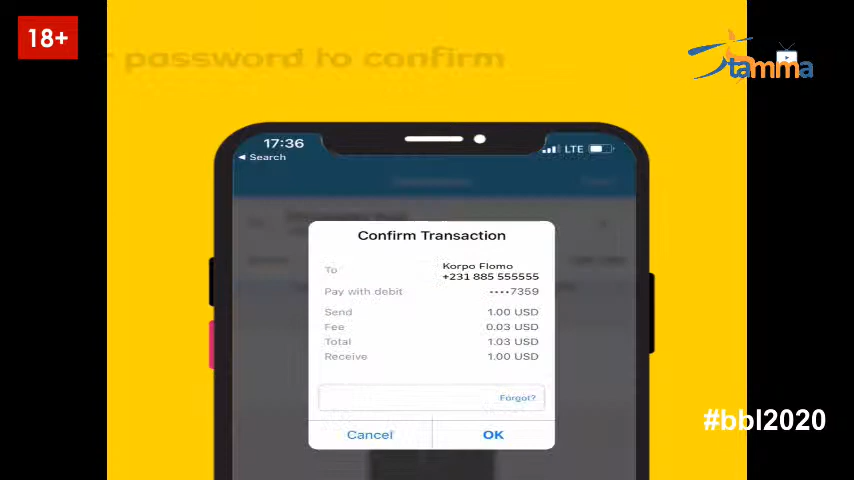 18+
password to confirm
tamma
17:36
LTE
Search
Confirm Transaction
To
Korpo Flomo
+231 885 555555
Pay with debit ••••7359
Send 1.00 USD
Fee 0.03 USD
Total 1.03 USD
Receive 1.00 USD
Forgot?
Cancel OK
#bbl2020